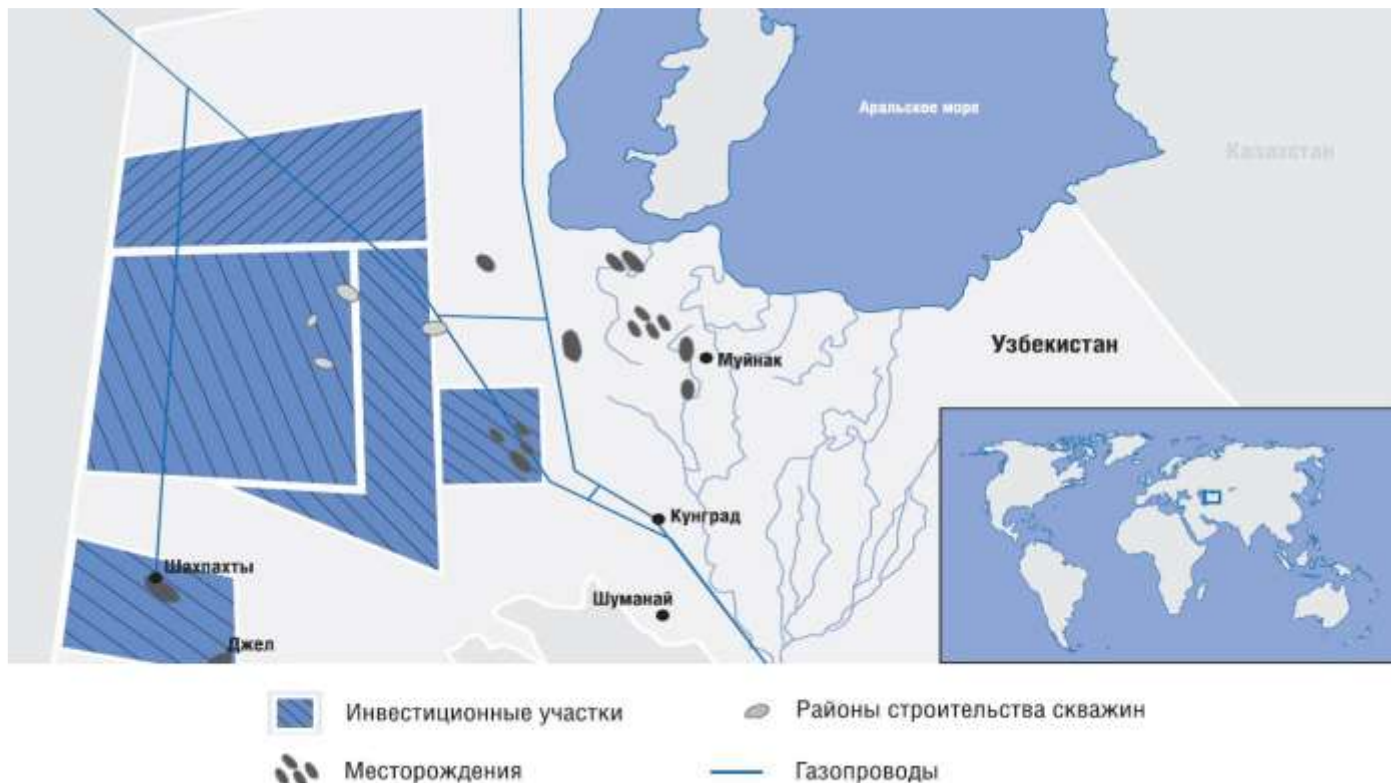 Аральское море
Казахстан
Узбекистан
Муйнак
Кунград
Шахпахты
Шуманай
Джел
Инвестиционные участки
Районы строительства скважин
Месторождения
Газопроводы